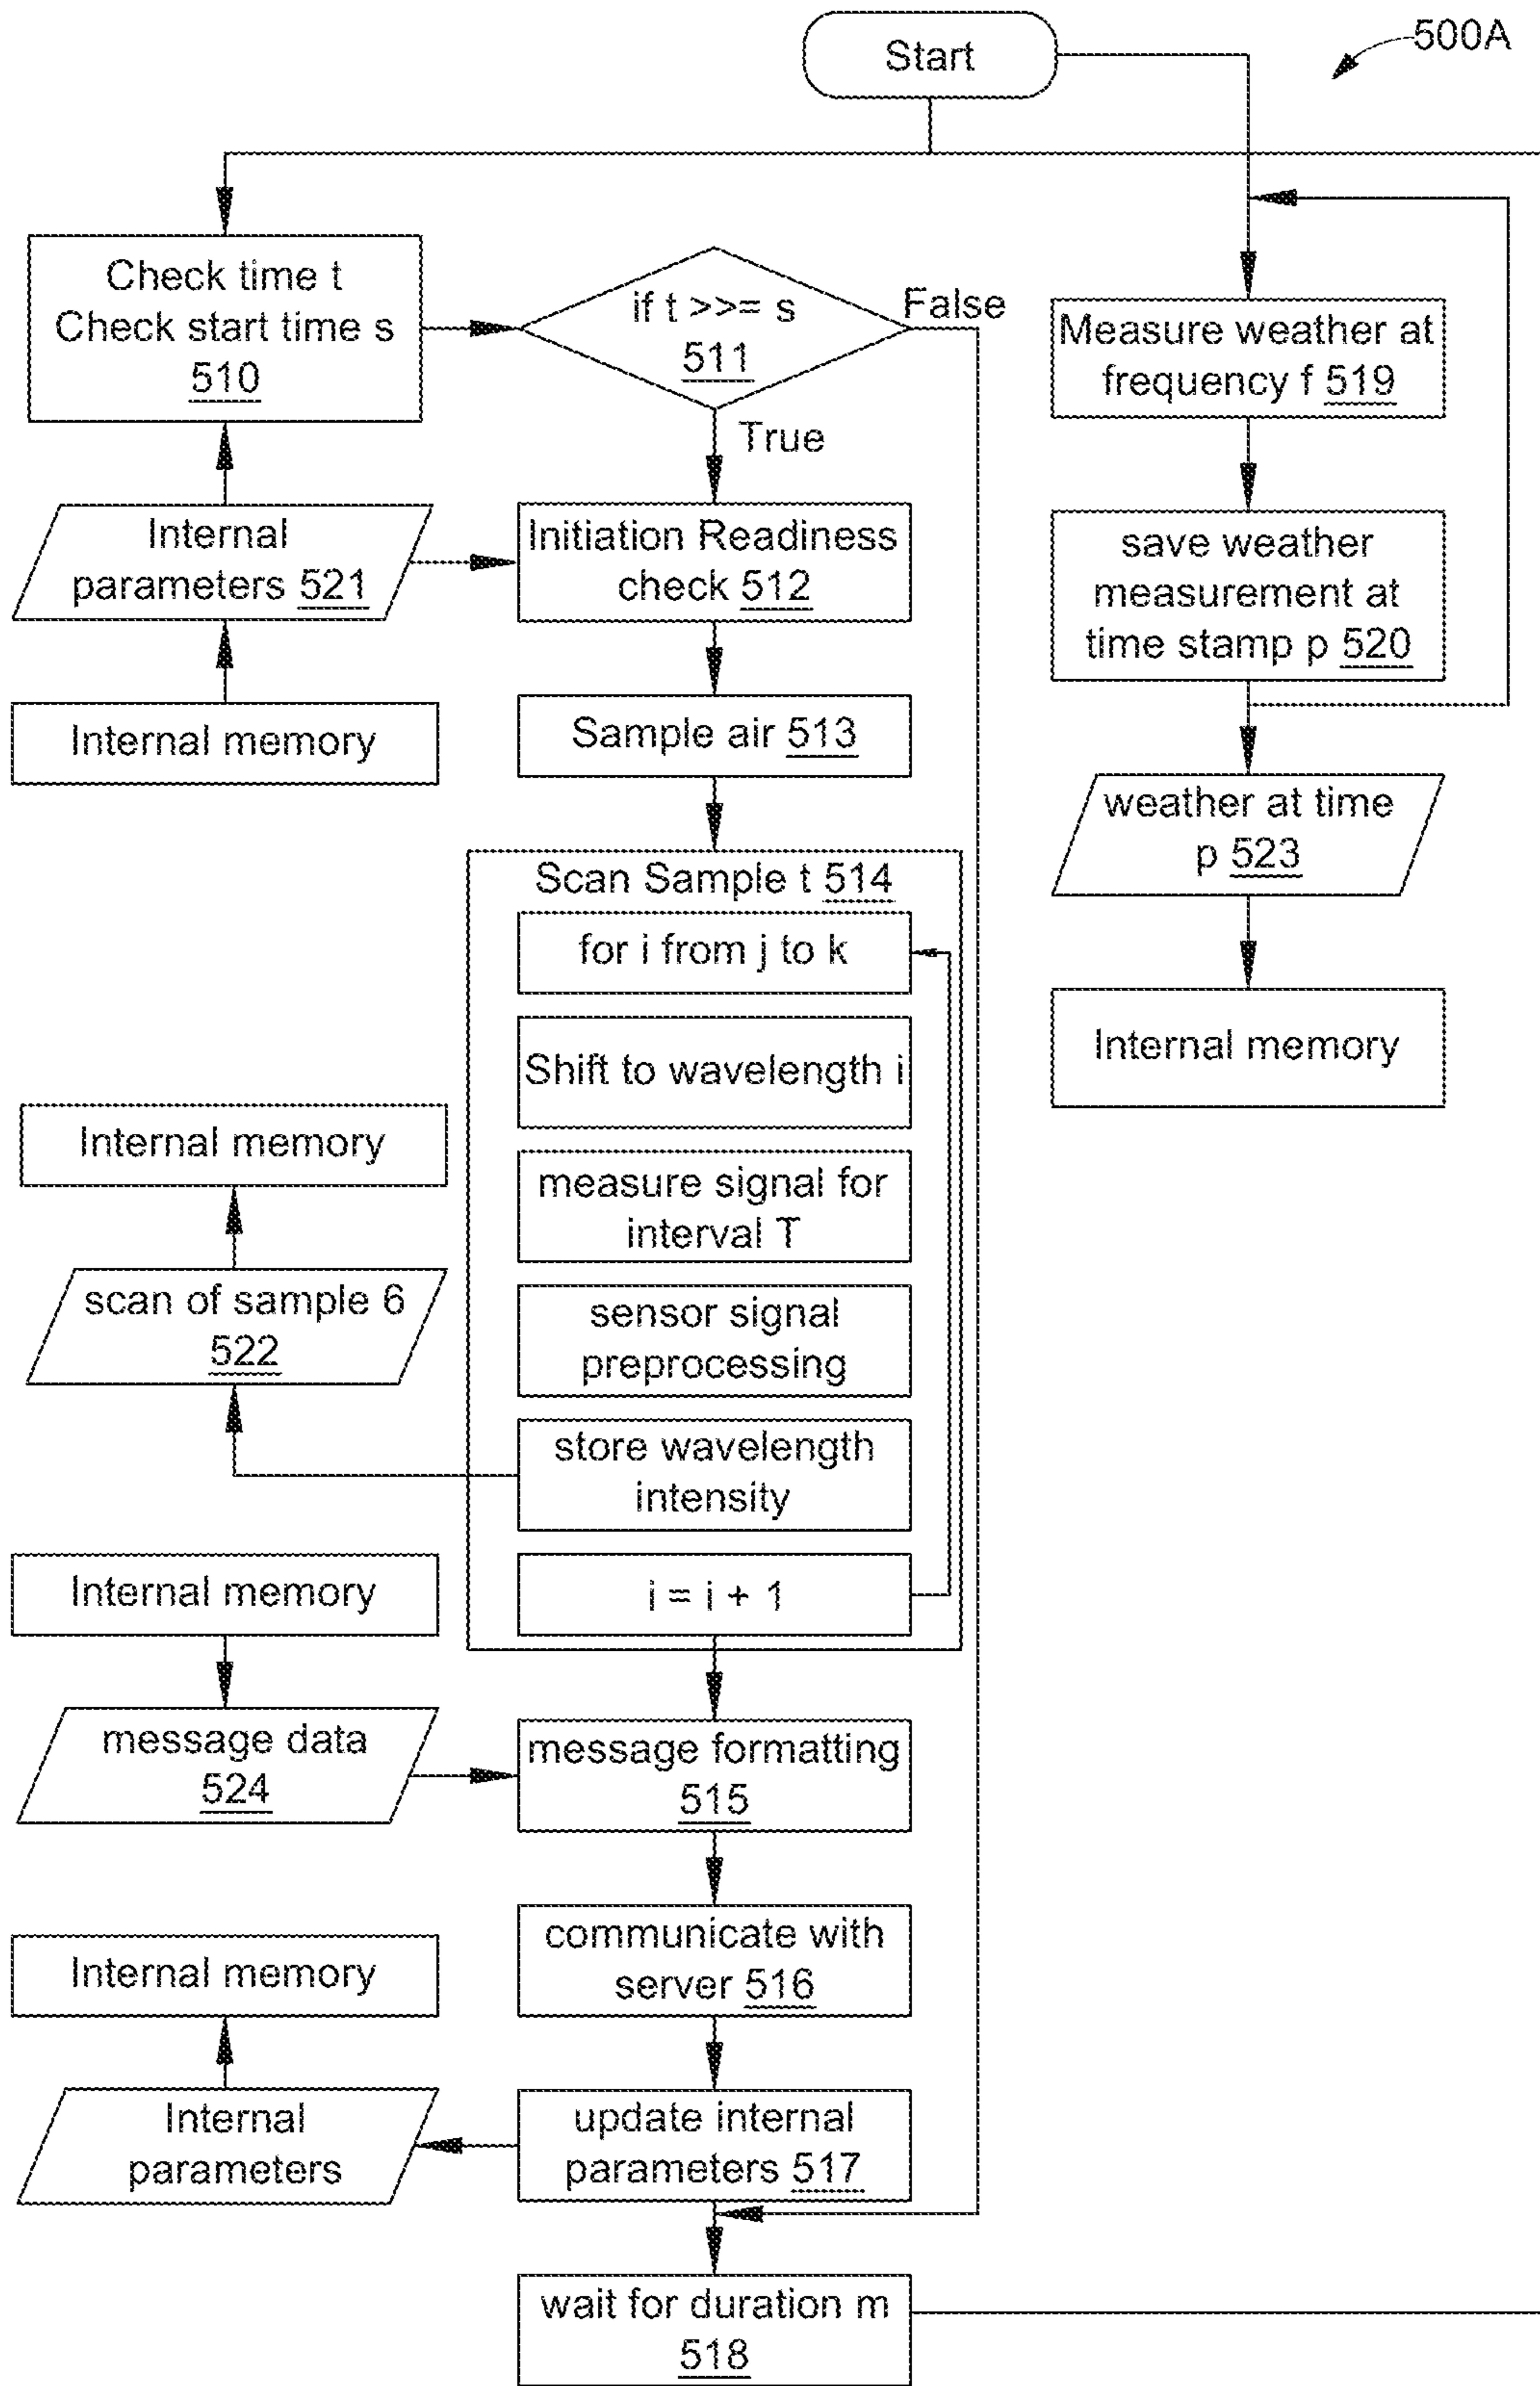 Start
500A
Check time t
Check start time s
510
if t >>= s
511
False
True
Measure weather at
frequency f 519
Internal
parameters 521
Initiation Readiness
check 512
save weather
measurement at
time stamp p 520
Internal memory
Sample air 513
weather at time
p 523
Internal memory
Scan Sample t 514
for i from j to k
Shift to wavelength i
measure signal for
interval T
sensor signal
preprocessing
store wavelength
intensity
i = i + 1
Internal memory
scan of sample 6
522
Internal memory
message data
524
message formatting
515
communicate with
server 516
Internal memory
Internal
parameters
update internal
parameters 517
wait for duration m
518